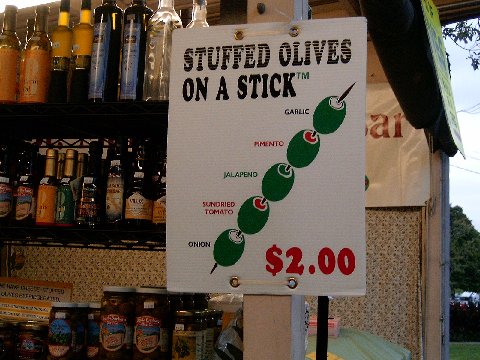 STUFFED OLIVES
ON A STICK™
GARLIC
PIMENTO
JALAPENO
SUNDRIED
TOMATO
ONION
$2.00